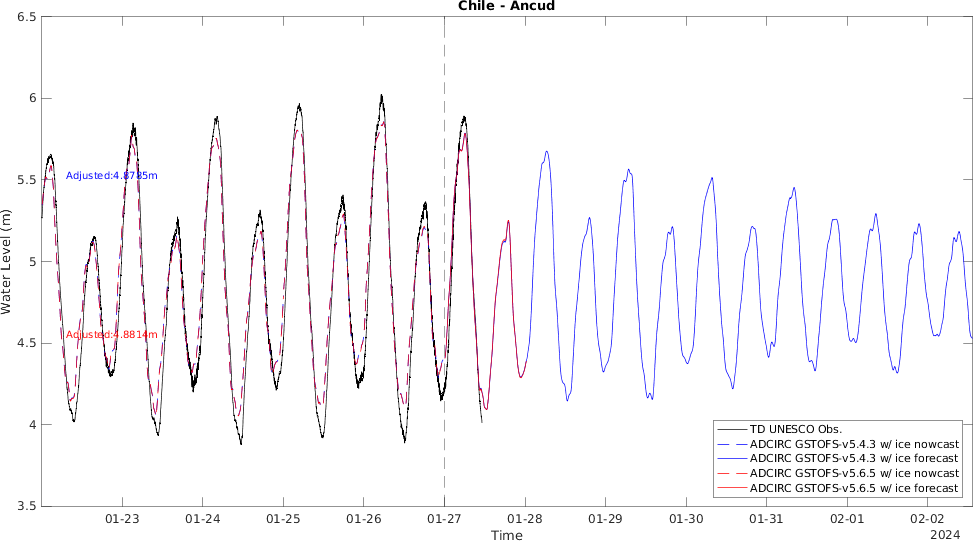 Chile - Ancud
6.5
6
5.5
5
4.5
4
3.5
Water Level (m)
Adjusted:4.8785m
Adjusted:4.8814m
TD UNESCO Obs.
ADCIRC GSTOFS-v5.4.3 w/ ice nowcast
ADCIRC GSTOFS-v5.4.3 w/ ice forecast
ADCIRC GSTOFS-v5.6.5 w/ ice nowcast
ADCIRC GSTOFS-v5.6.5 w/ ice forecast
01-23 01-24 01-25 01-26 01-27 01-28 01-29 01-30 01-31 02-01 02-02
Time
2024